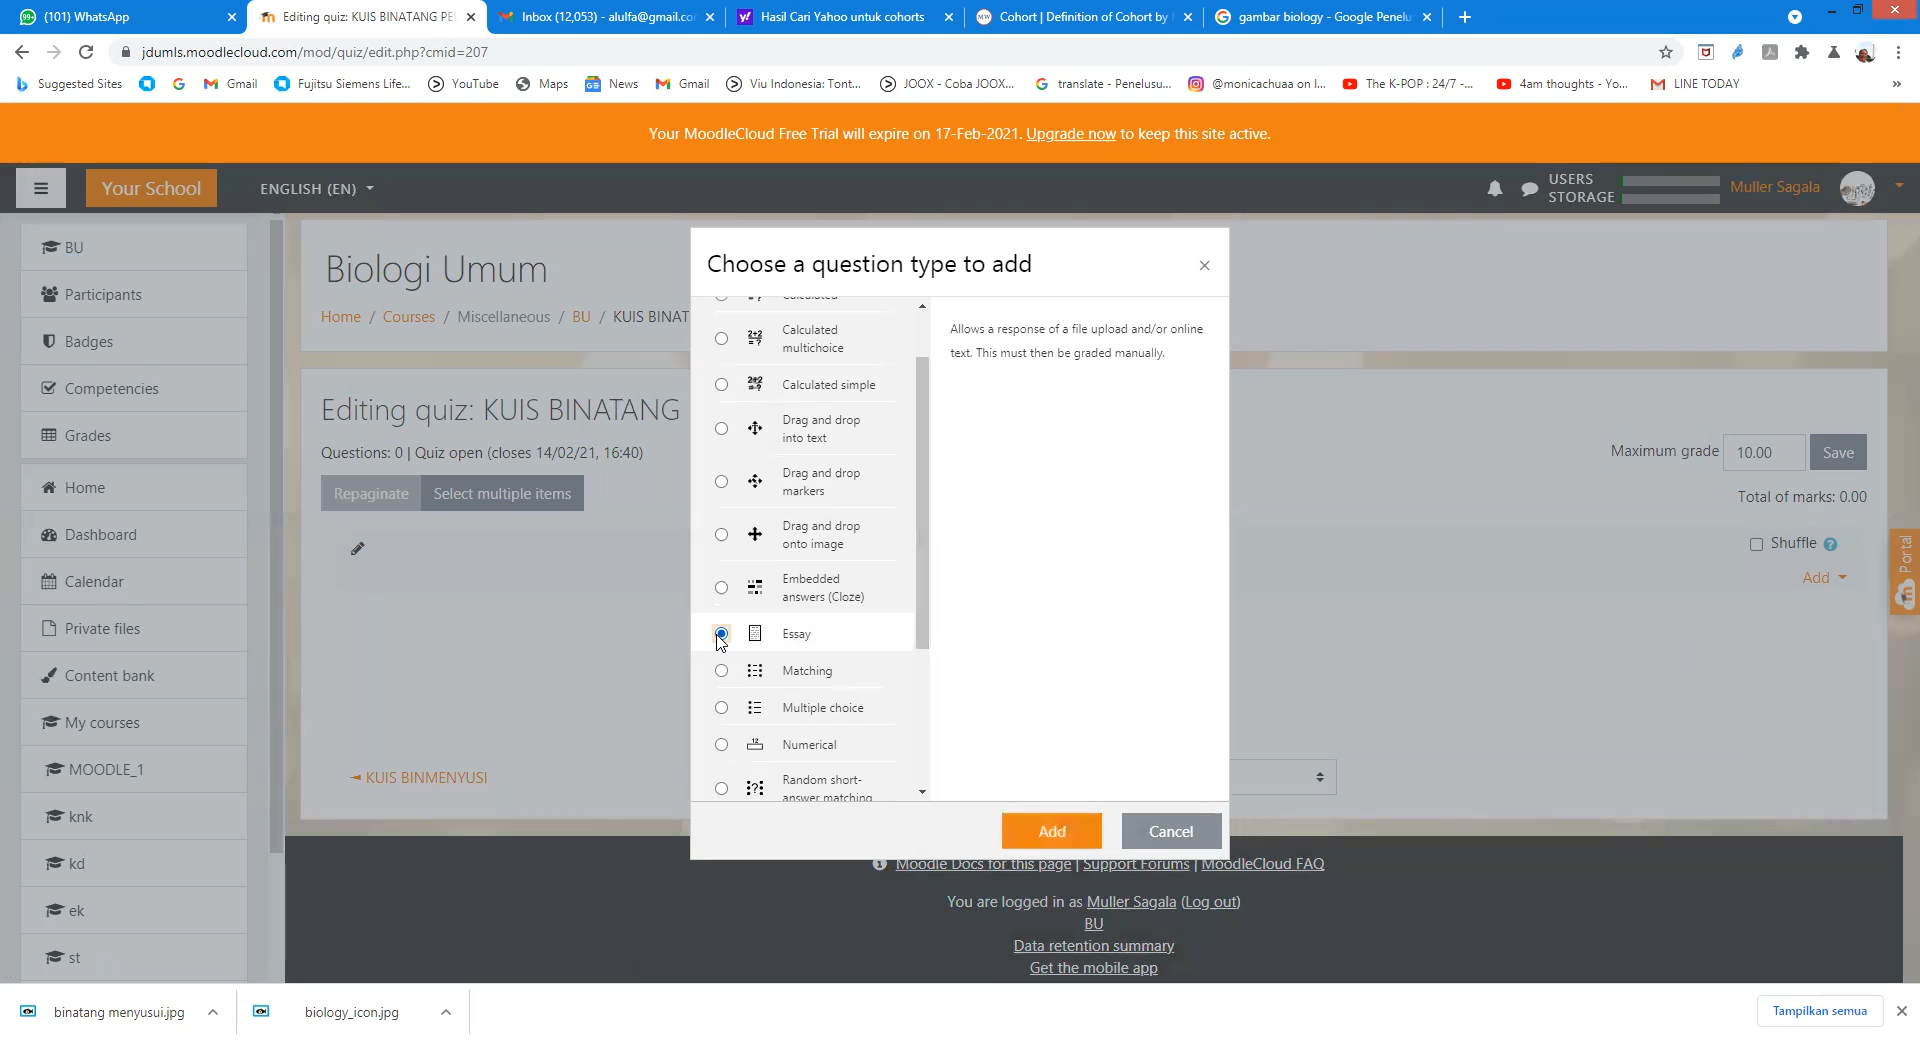 (101) WhatsApp
Editing quiz: KUIS BINATANG PEL
Inbox (12,053) - alulfa@gmail.co
Hasil Cari Yahoo untuk cohorts
Cohort | Definition of Cohort by
gambar biology - Google Penelu
jdumls.moodlecloud.com/mod/quiz/edit.php?cmid=207
Suggested Sites
Gmail
Fujitsu Siemens Life...
YouTube
Maps
News
Gmail
Viu Indonesia: Tont...
JOOX - Coba JOOX...
translate - Penelusu...
@monicachuaa on I...
The K-POP : 24/7 -...
4am thoughts - Yo...
LINE TODAY
Your MoodleCloud Free Trial will expire on 17-Feb-2021. Upgrade now to keep this site active.
Your School
ENGLISH (EN)
USERS
STORAGE
Muller Sagala
BU
Participants
Badges
Competencies
Grades
Home
Dashboard
Calendar
Private files
Content bank
My courses
MOODLE_1
knk
kd
ek
st
Biologi Umum
Home / Courses / Miscellaneous / BU / KUIS BINAT
Editing quiz: KUIS BINATANG
Questions: 0 | Quiz open (closes 14/02/21, 16:40)
Repaginate
Select multiple items
Maximum grade
10.00
Save
Total of marks: 0.00
Shuffle
Add
Portal
◄ KUIS BINMENYUSI
Choose a question type to add
×
Calculated
Calculated
multichoice
Calculated simple
Drag and drop
into text
Drag and drop
markers
Drag and drop
onto image
Embedded
answers (Cloze)
Essay
Matching
Multiple choice
Numerical
Random short-
answer matching
Allows a response of a file upload and/or online
text. This must then be graded manually.
Add
Cancel
Moodle Docs for this page | Support Forums | MoodleCloud FAQ
You are logged in as Muller Sagala (Log out)
BU
Data retention summary
Get the mobile app
binatang menyusui.jpg
biology_icon.jpg
Tampilkan semua